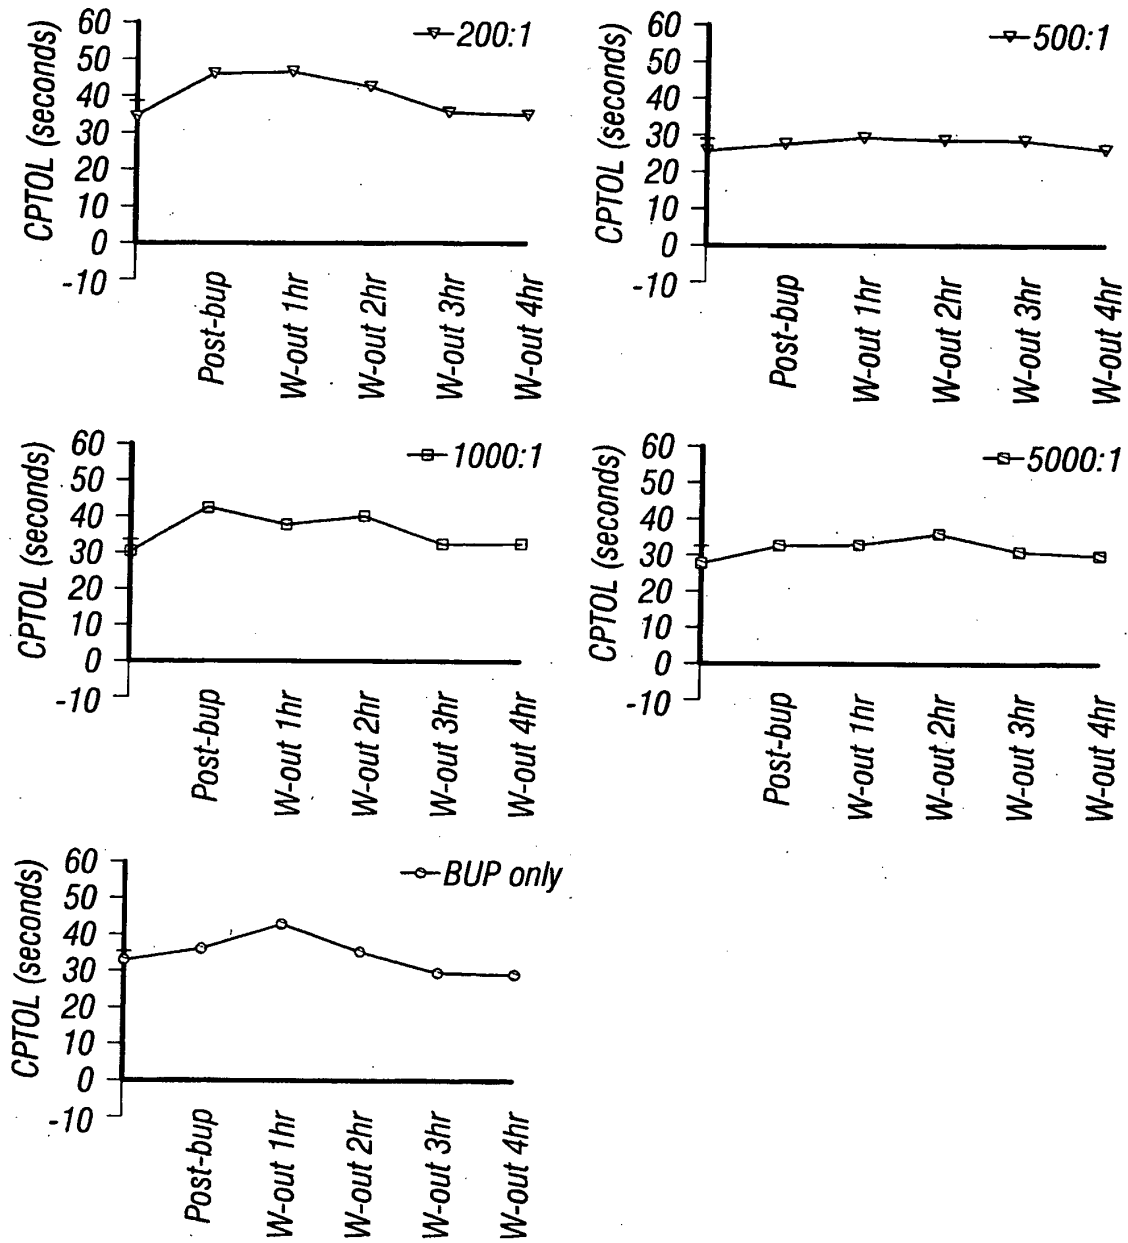 200:1
CPTOL (seconds)
60
50
40
30
20
10
0
-10
Post-bup
W-out 1hr
W-out 2hr
W-out 3hr
W-out 4hr
500:1
CPTOL (seconds)
60
50
40
30
20
10
0
-10
Post-bup
W-out 1hr
W-out 2hr
W-out 3hr
W-out 4hr
1000:1
CPTOL (seconds)
60
50
40
30
20
10
0
-10
Post-bup
W-out 1hr
W-out 2hr
W-out 3hr
W-out 4hr
5000:1
CPTOL (seconds)
60
50
40
30
20
10
0
-10
Post-bup
W-out 1hr
W-out 2hr
W-out 3hr
W-out 4hr
BUP only
CPTOL (seconds)
60
50
40
30
20
10
0
-10
Post-bup
W-out 1hr
W-out 2hr
W-out 3hr
W-out 4hr